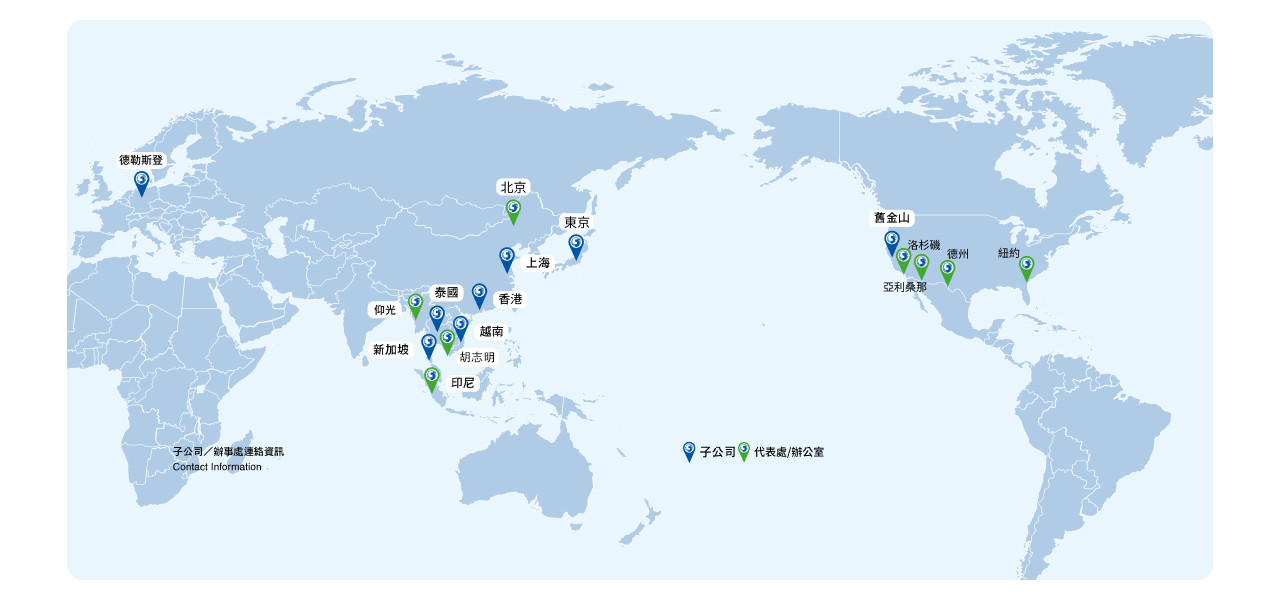 德勒斯登
北京
東京
舊金山
洛杉磯
德州
紐約
上海
亞利桑那
泰國
香港
仰光
越南
新加坡
胡志明
印尼
子公司／辦事處連絡資訊
Contact Information
子公司
代表處/辦公室